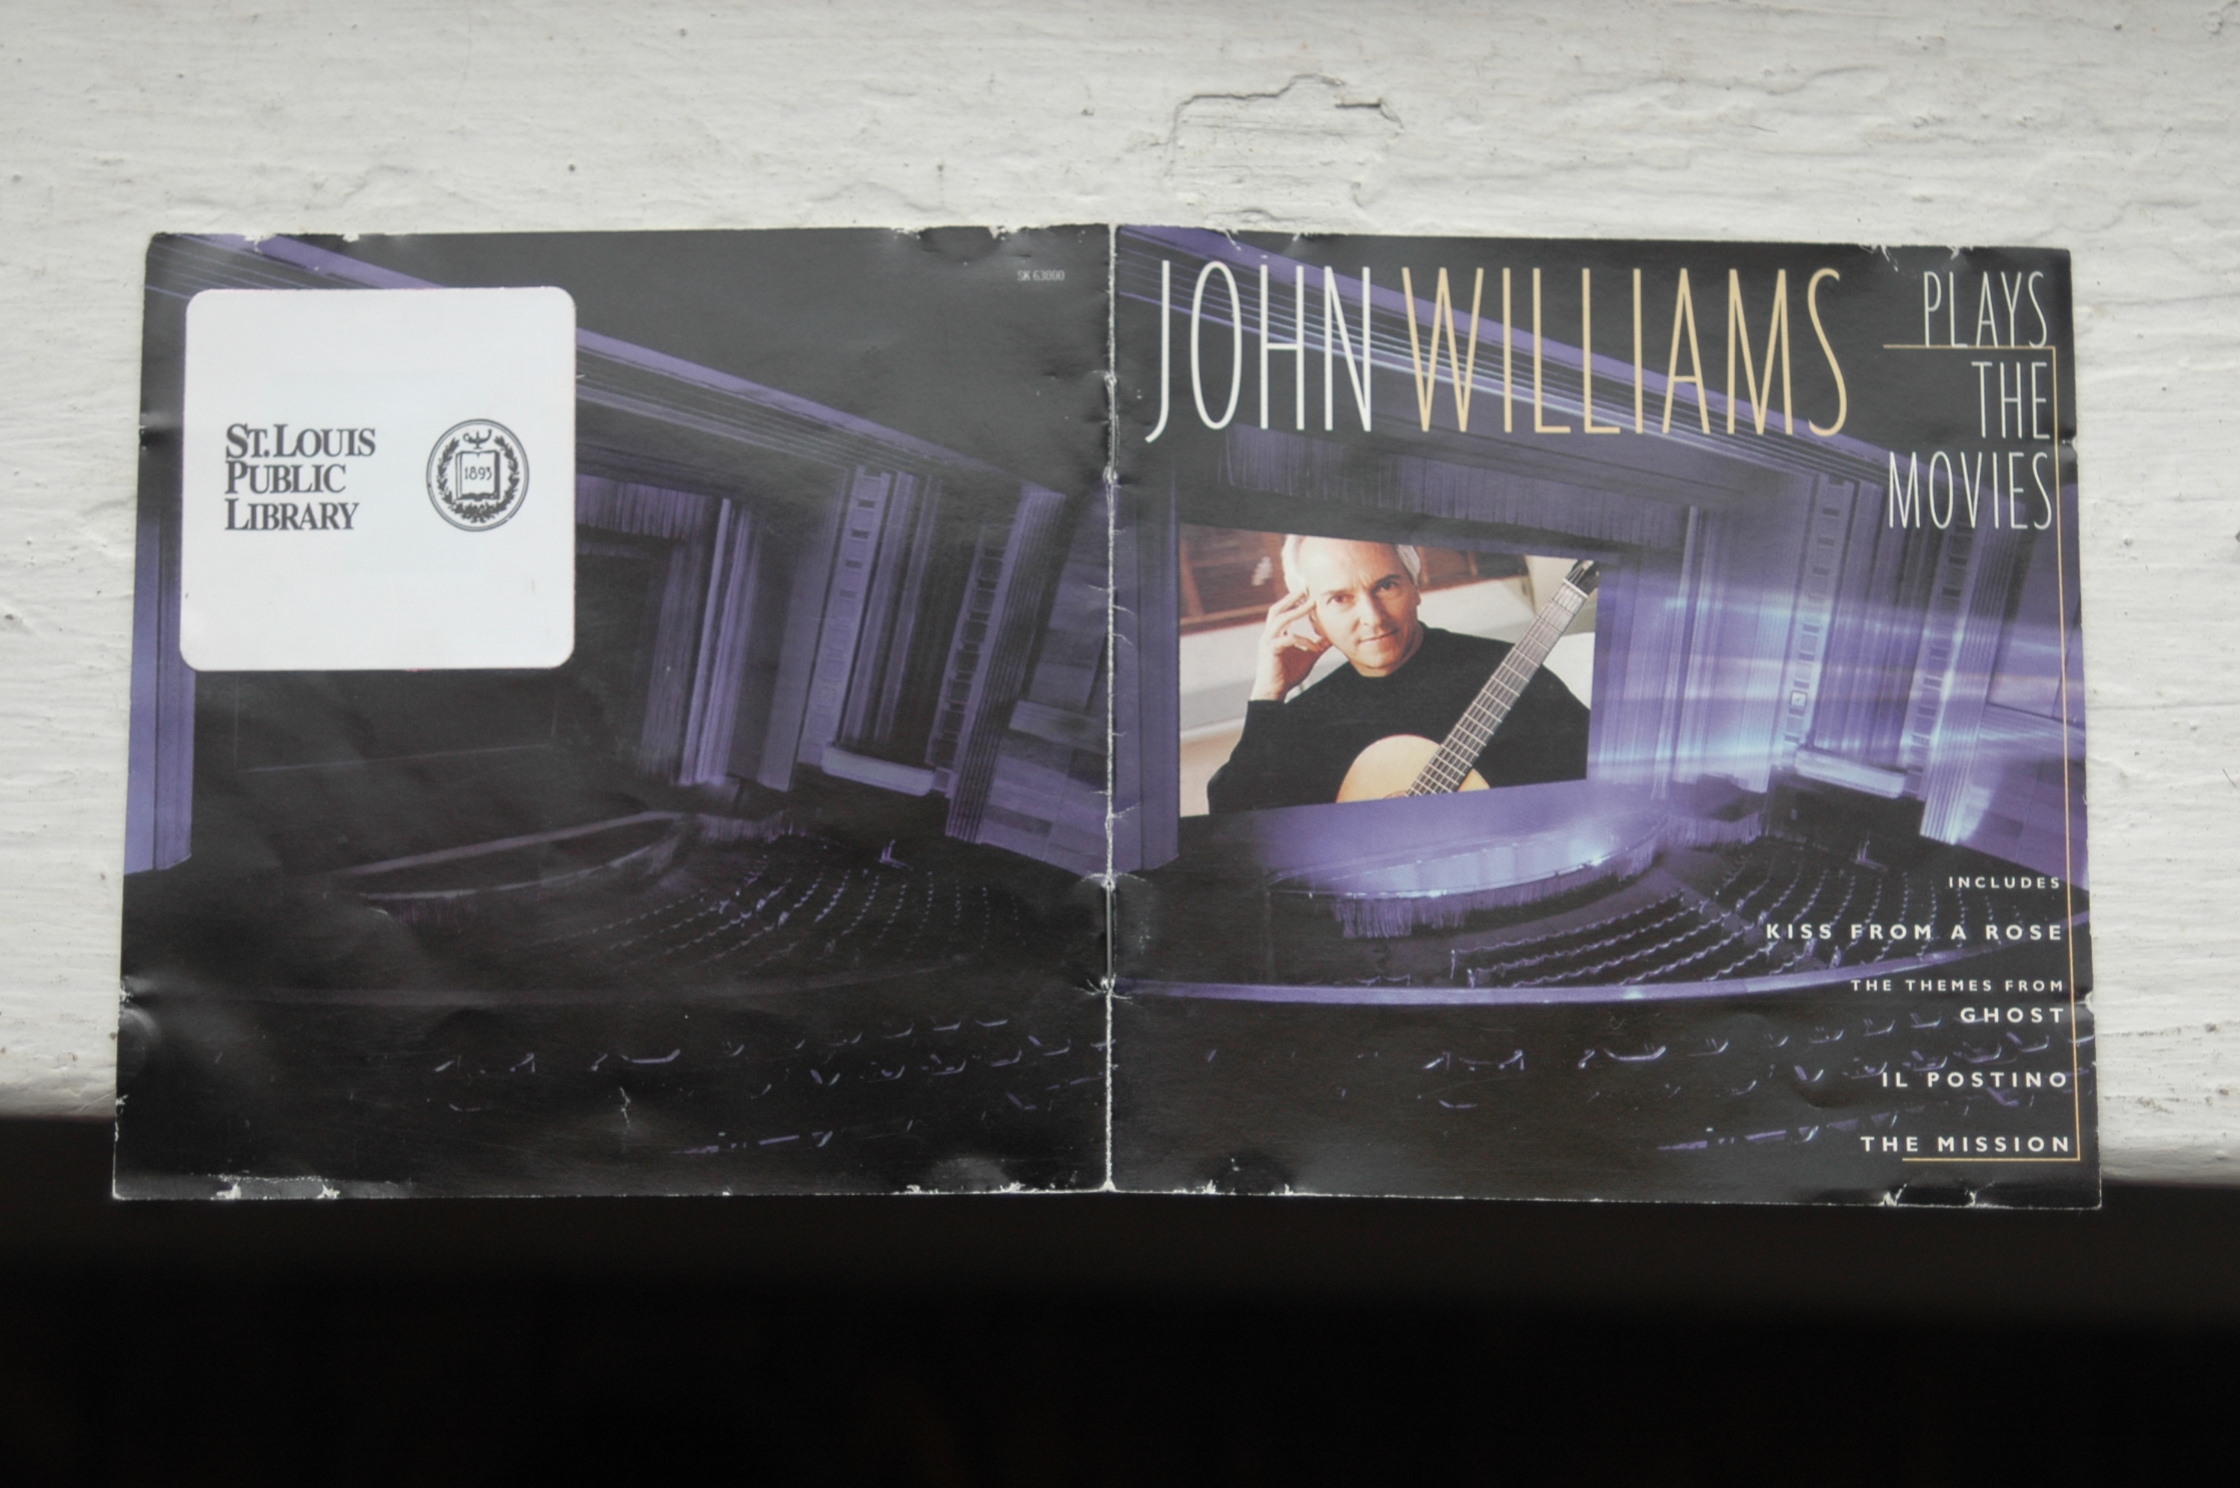 ST. LOUIS
PUBLIC
LIBRARY
1893
SK 63800
JOHN WILLIAMS
PLAYS
THE
MOVIES
INCLUDES
KISS FROM A ROSE
THE THEMES FROM
GHOST
IL POSTINO
THE MISSION